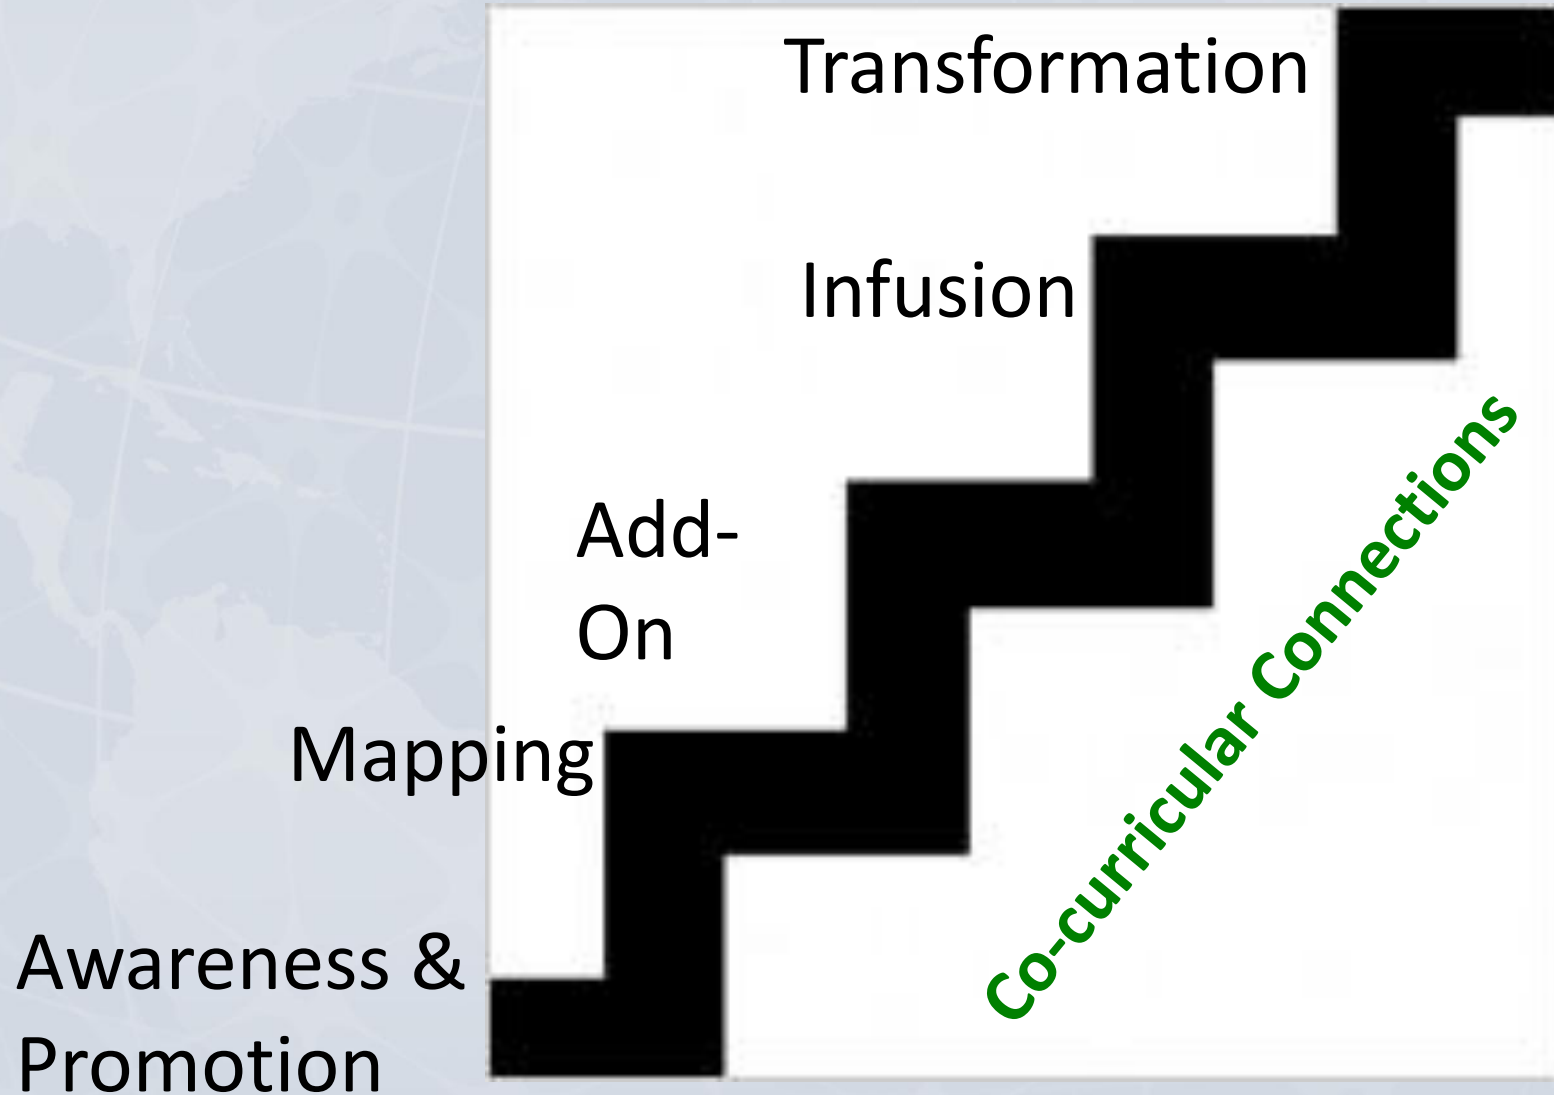 Transformation
Infusion
Add-
On
Mapping
Awareness &
Promotion
Co-curricular Connections